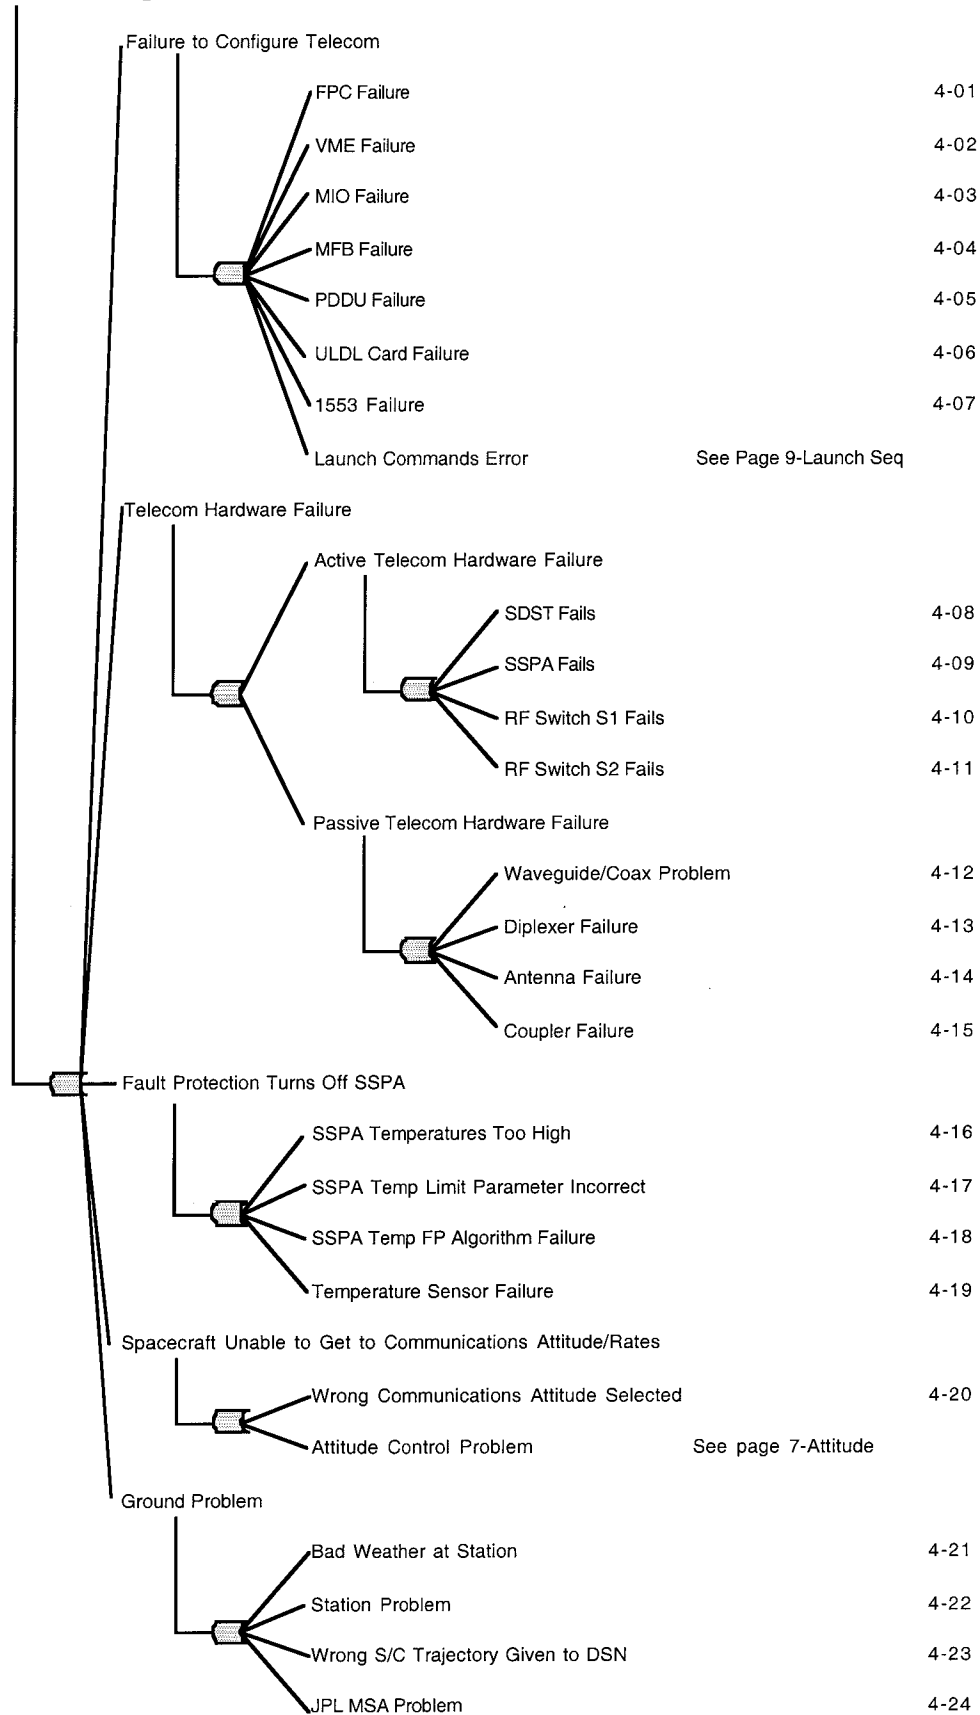 Failure to Configure Telecom
FPC Failure 4-01
VME Failure 4-02
MIO Failure 4-03
MFB Failure 4-04
PDDU Failure 4-05
ULDL Card Failure 4-06
1553 Failure 4-07
Launch Commands Error See Page 9-Launch Seq
Telecom Hardware Failure
Active Telecom Hardware Failure
SDST Fails 4-08
SSPA Fails 4-09
RF Switch S1 Fails 4-10
RF Switch S2 Fails 4-11
Passive Telecom Hardware Failure
Waveguide/Coax Problem 4-12
Diplexer Failure 4-13
Antenna Failure 4-14
Coupler Failure 4-15
Fault Protection Turns Off SSPA
SSPA Temperatures Too High 4-16
SSPA Temp Limit Parameter Incorrect 4-17
SSPA Temp FP Algorithm Failure 4-18
Temperature Sensor Failure 4-19
Spacecraft Unable to Get to Communications Attitude/Rates
Wrong Communications Attitude Selected 4-20
Attitude Control Problem See page 7-Attitude
Ground Problem
Bad Weather at Station 4-21
Station Problem 4-22
Wrong S/C Trajectory Given to DSN 4-23
JPL MSA Problem 4-24